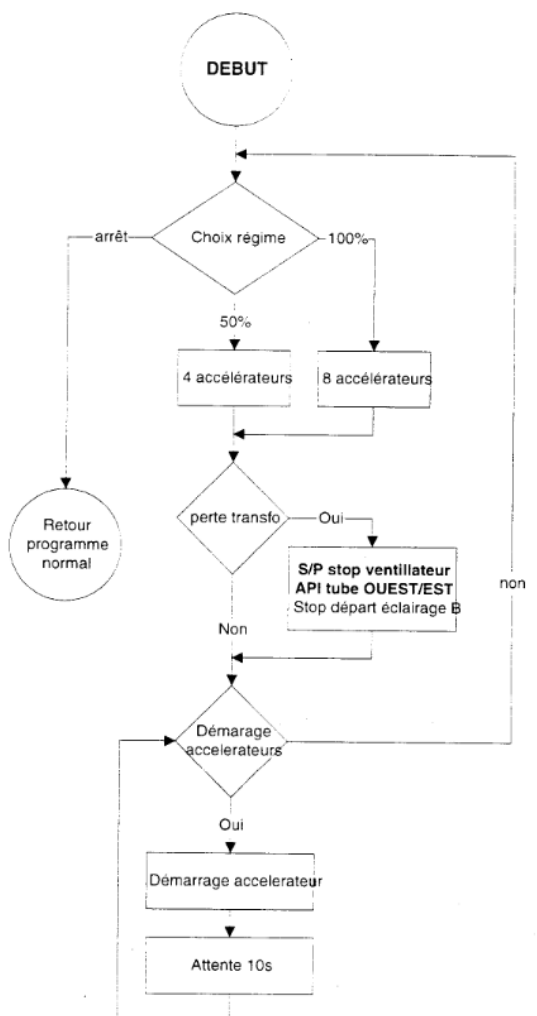 DEBUT
arrêt
Choix régime
100%
50%
4 accélérateurs
8 accélérateurs
perte transfo
Oui
Retour
programme
normal
S/P stop ventillateur
API tube OUEST/EST
Stop départ éclairage B
non
Non
Démarage
accelerateurs
Oui
Démarrage accelerateur
Attente 10s